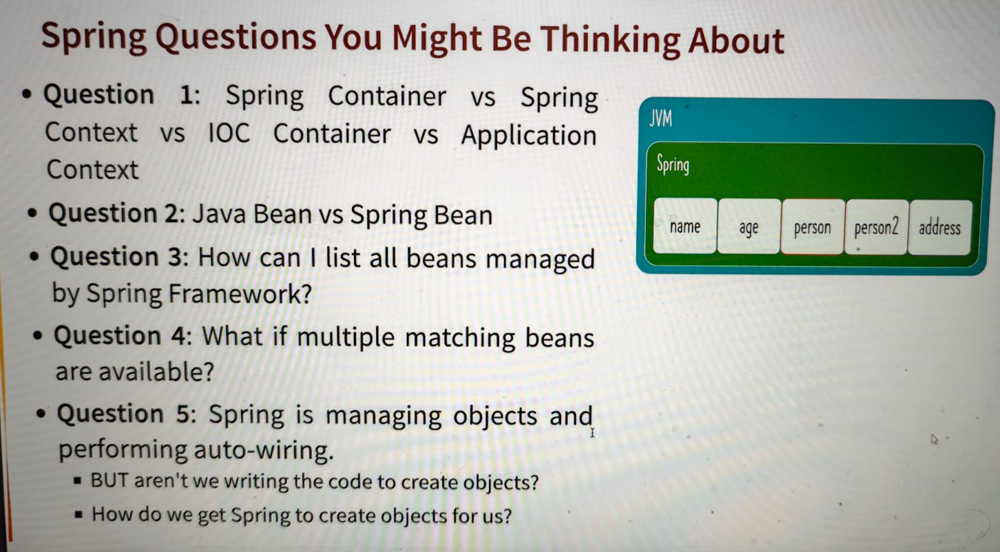 Spring Questions You Might Be Thinking About
• Question 1: Spring Container vs Spring
Context vs IOC Container vs Application
Context
• Question 2: Java Bean vs Spring Bean
• Question 3: How can I list all beans managed
by Spring Framework?
• Question 4: What if multiple matching beans
are available?
• Question 5: Spring is managing objects and
performing auto-wiring.
▪ BUT aren't we writing the code to create objects?
▪ How do we get Spring to create objects for us?
JVM
Spring
name age person person2 address